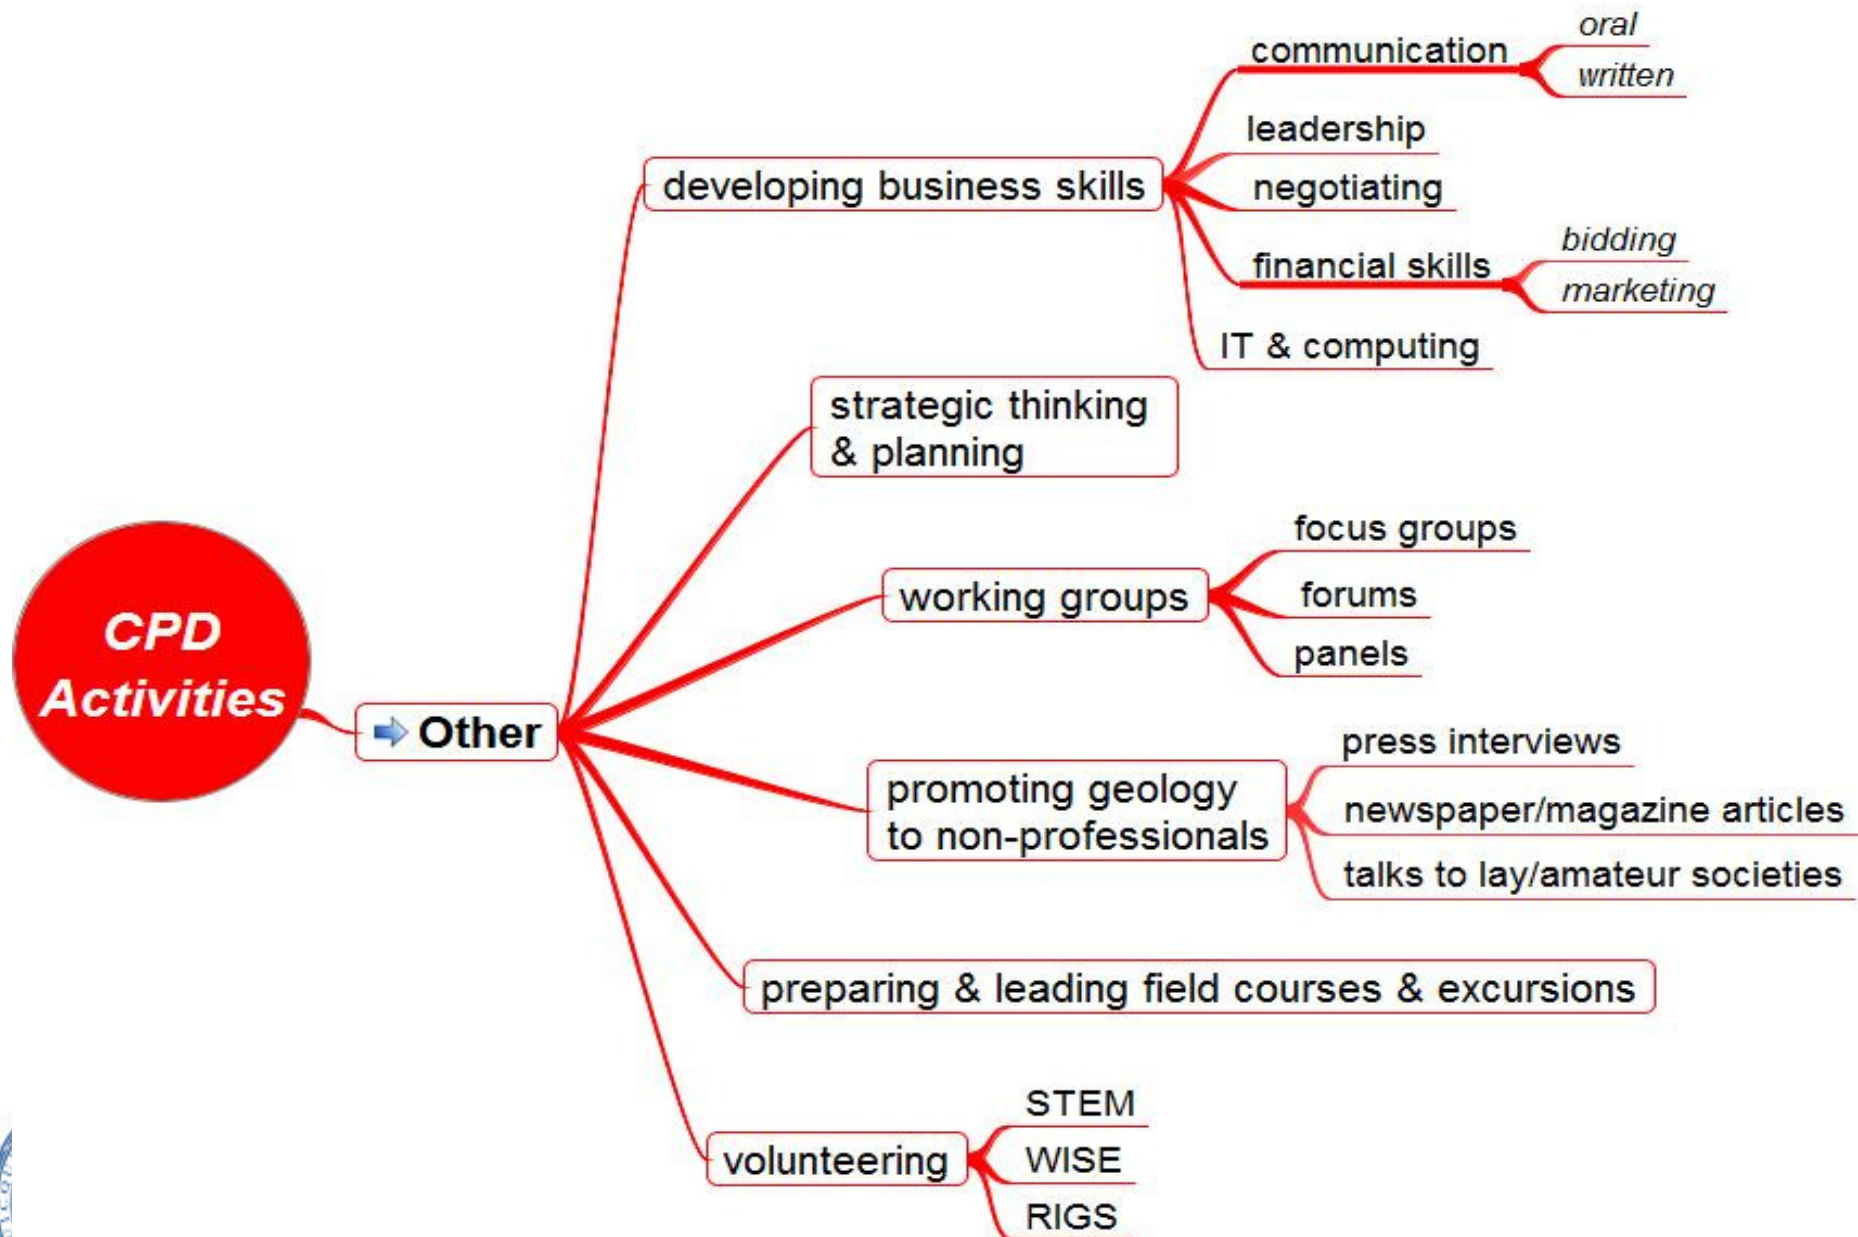 CPD
Activities
Other
developing business skills
communication
oral
written
leadership
negotiating
financial skills
bidding
marketing
IT & computing
strategic thinking
& planning
working groups
focus groups
forums
panels
promoting geology
to non-professionals
press interviews
newspaper/magazine articles
talks to lay/amateur societies
preparing & leading field courses & excursions
volunteering
STEM
WISE
RIGS